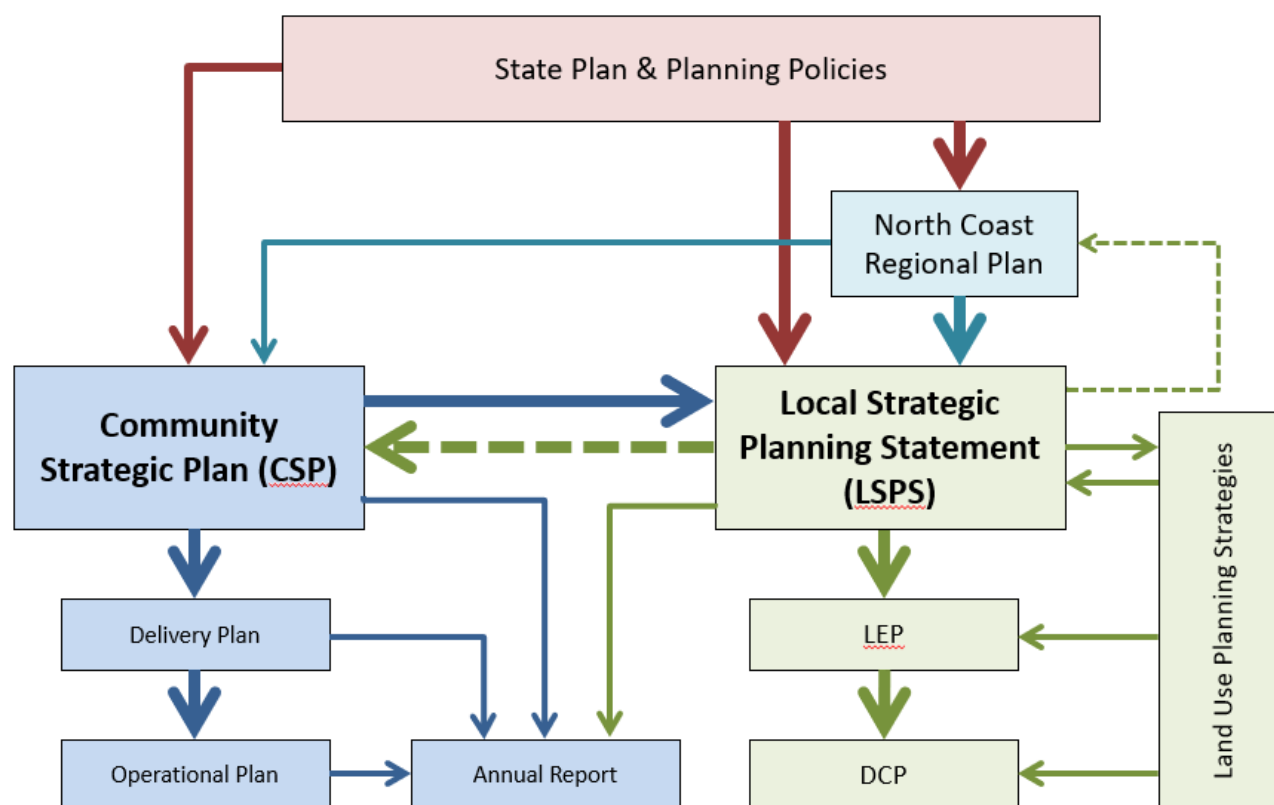 State Plan & Planning Policies
North Coast
Regional Plan
Community
Strategic Plan (CSP)
Local Strategic
Planning Statement
(LSPS)
Land Use Planning Strategies
Delivery Plan
LEP
Operational Plan
Annual Report
DCP